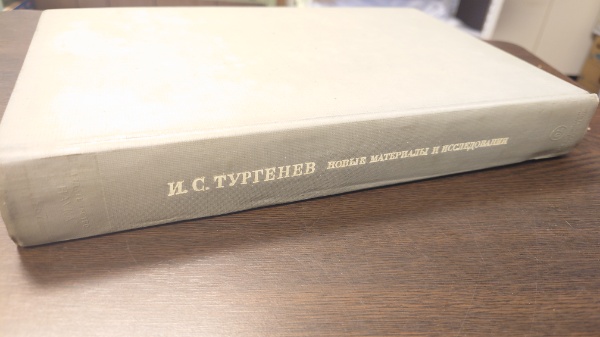 И. С. ТУРГЕНЕВ НОВЫЕ МАТЕРИАЛЫ И ИССЛЕДОВАНИЯ